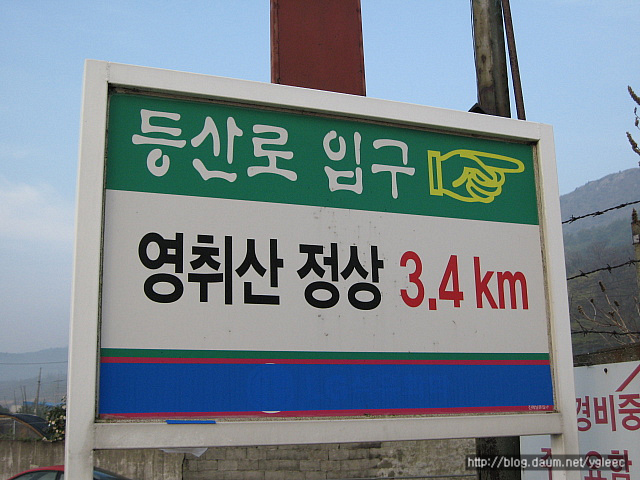 등산로 입구
영취산 정상 3.4 km
경비중
http://blog.daum.net/ygleec